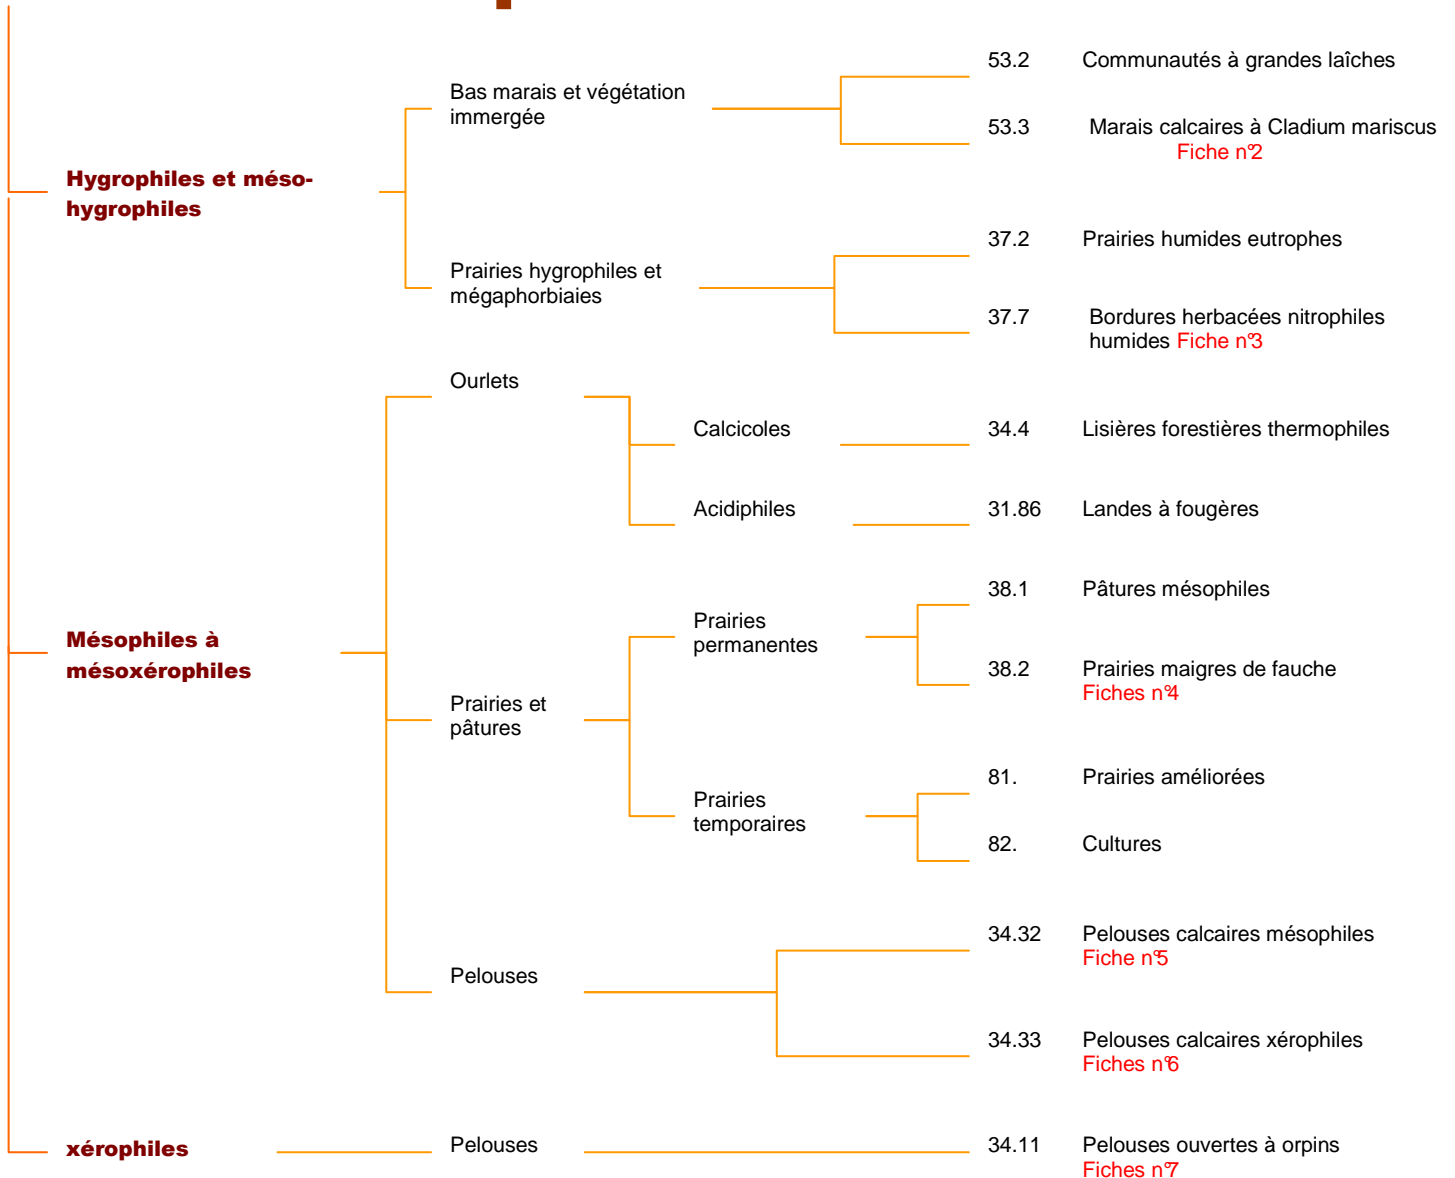 53.2 Communautés à grandes laîches
Bas marais et végétation
immergée
53.3 Marais calcaires à Cladium mariscus
Fiche n°2
Hygrophiles et méso-
hygrophiles
37.2 Prairies humides eutrophes
Prairies hygrophiles et
mégaphorbiaies
37.7 Bordures herbacées nitrophiles
humides Fiche n°3
Ourlets
Calcicoles
34.4 Lisières forestières thermophiles
Acidiphiles
31.86 Landes à fougères
38.1 Pâtures mésophiles
Prairies
permanentes
Mésophiles à
mésoxérophiles
38.2 Prairies maigres de fauche
Fiches n°4
Prairies et
pâtures
81. Prairies améliorées
Prairies
temporaires
82. Cultures
34.32 Pelouses calcaires mésophiles
Fiche n°5
Pelouses
34.33 Pelouses calcaires xérophiles
Fiches n°6
xérophiles
Pelouses
34.11 Pelouses ouvertes à orpins
Fiches n°7